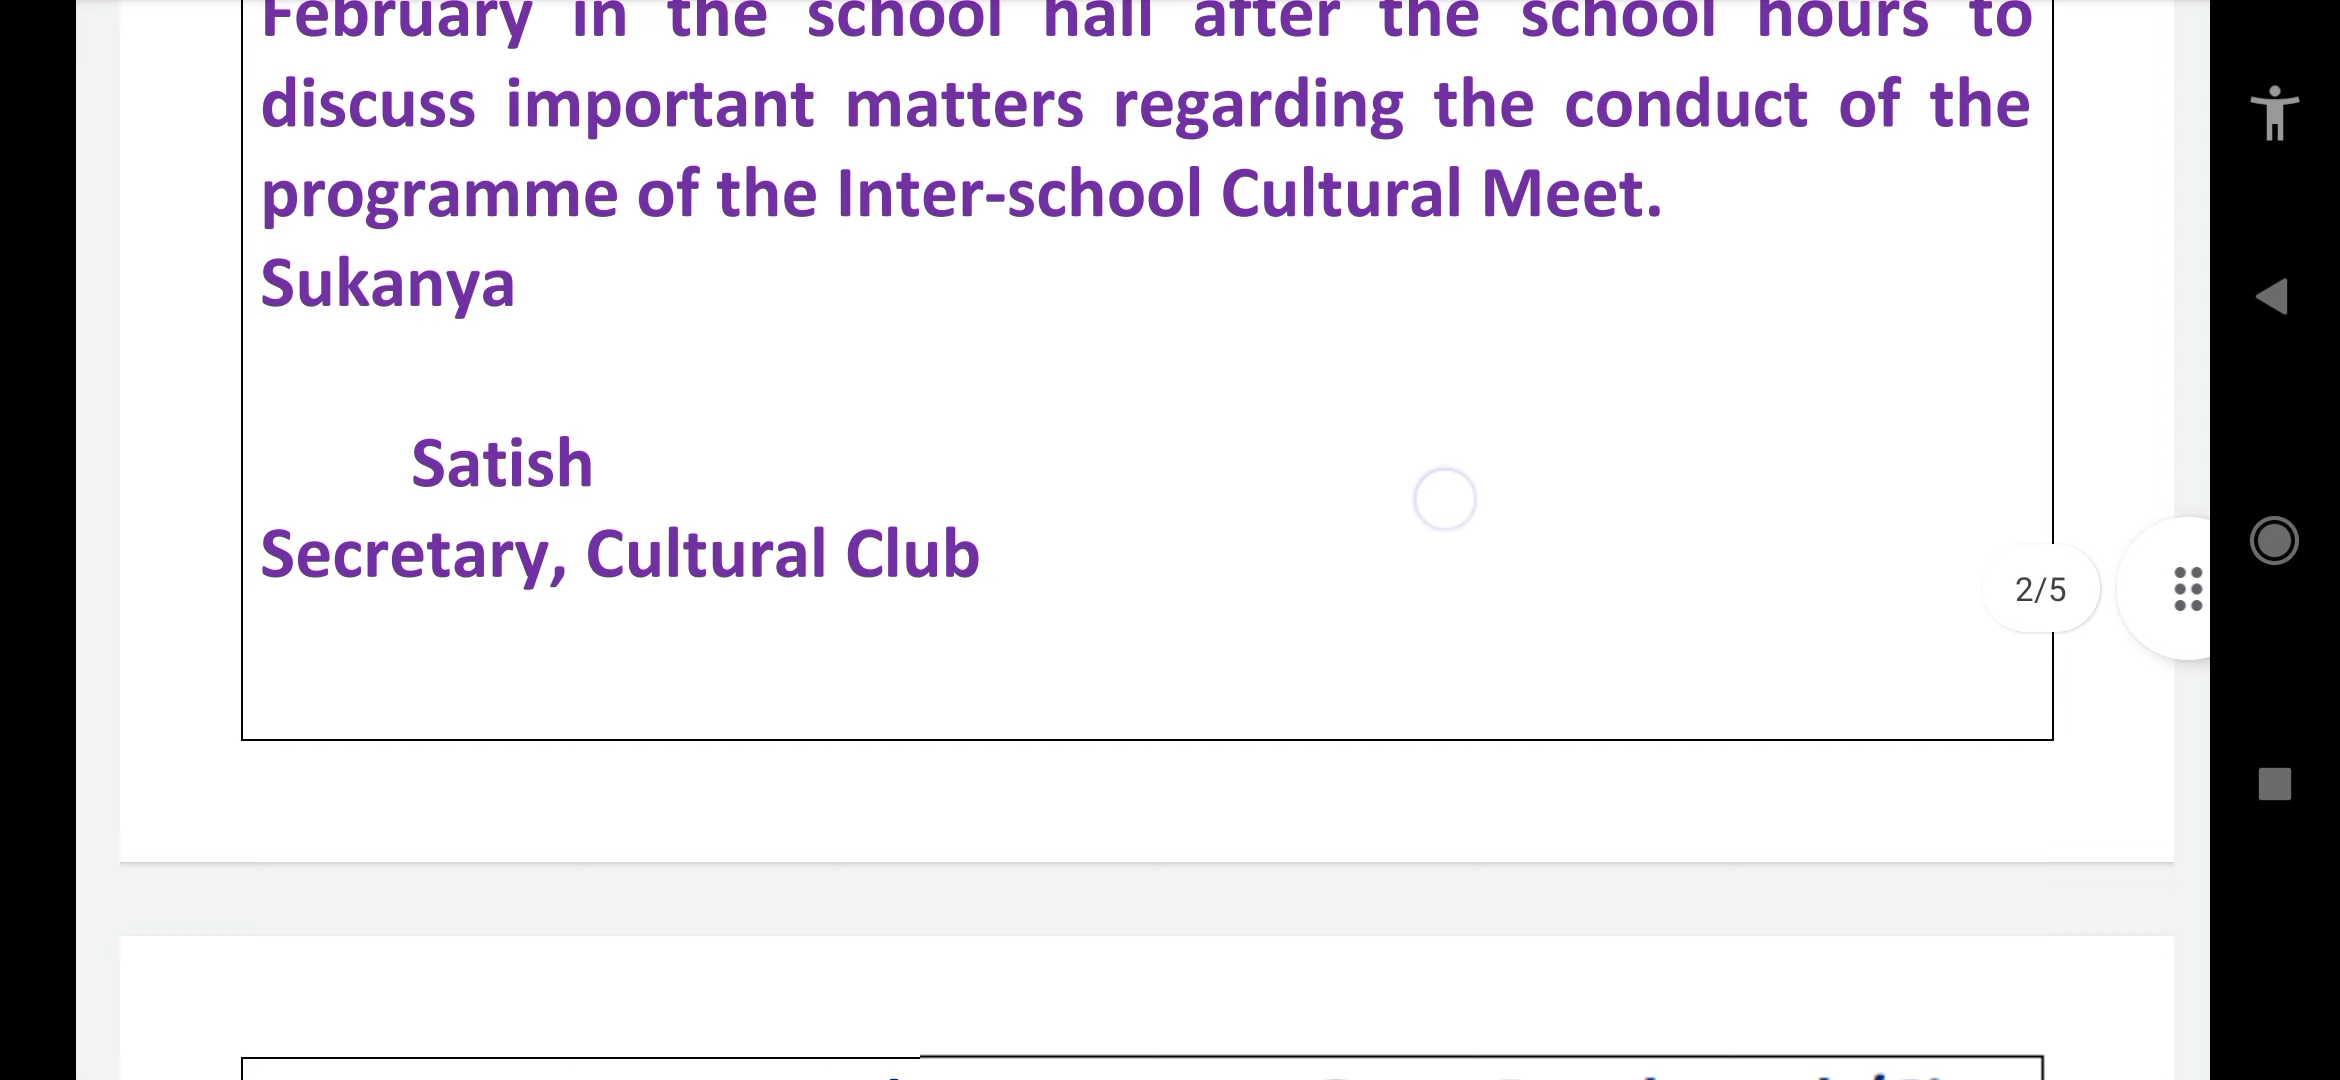 February in the school hall after the school hours to
discuss important matters regarding the conduct of the
programme of the Inter-school Cultural Meet.
Sukanya
Satish
Secretary, Cultural Club
2/5